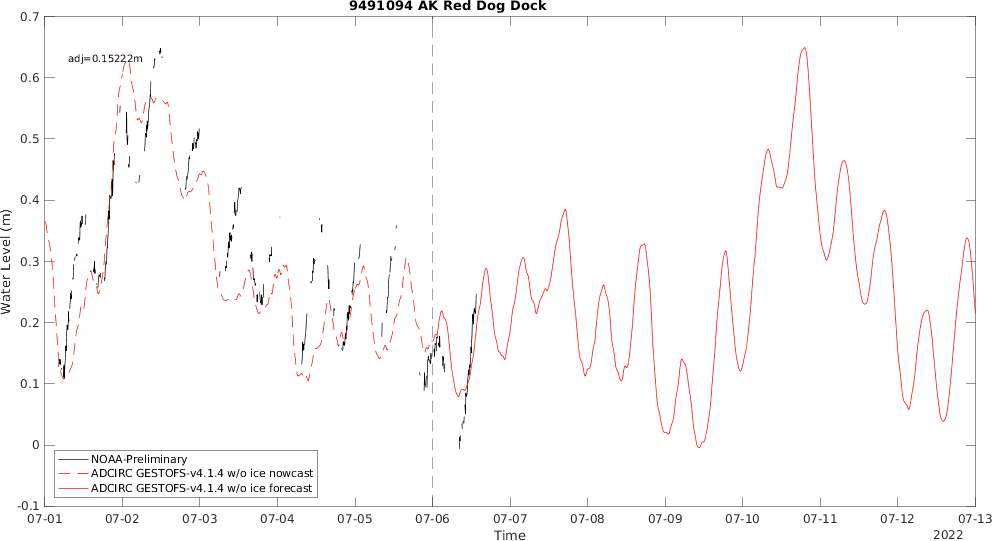 9491094 AK Red Dog Dock
0.7
0.6
0.5
0.4
0.3
0.2
0.1
0
-0.1
Water Level (m)
adj=0.15222m
NOAA-Preliminary
ADCIRC GESTOFS-v4.1.4 w/o ice nowcast
ADCIRC GESTOFS-v4.1.4 w/o ice forecast
07-01 07-02 07-03 07-04 07-05 07-06 07-07 07-08 07-09 07-10 07-11 07-12 07-13
Time
2022